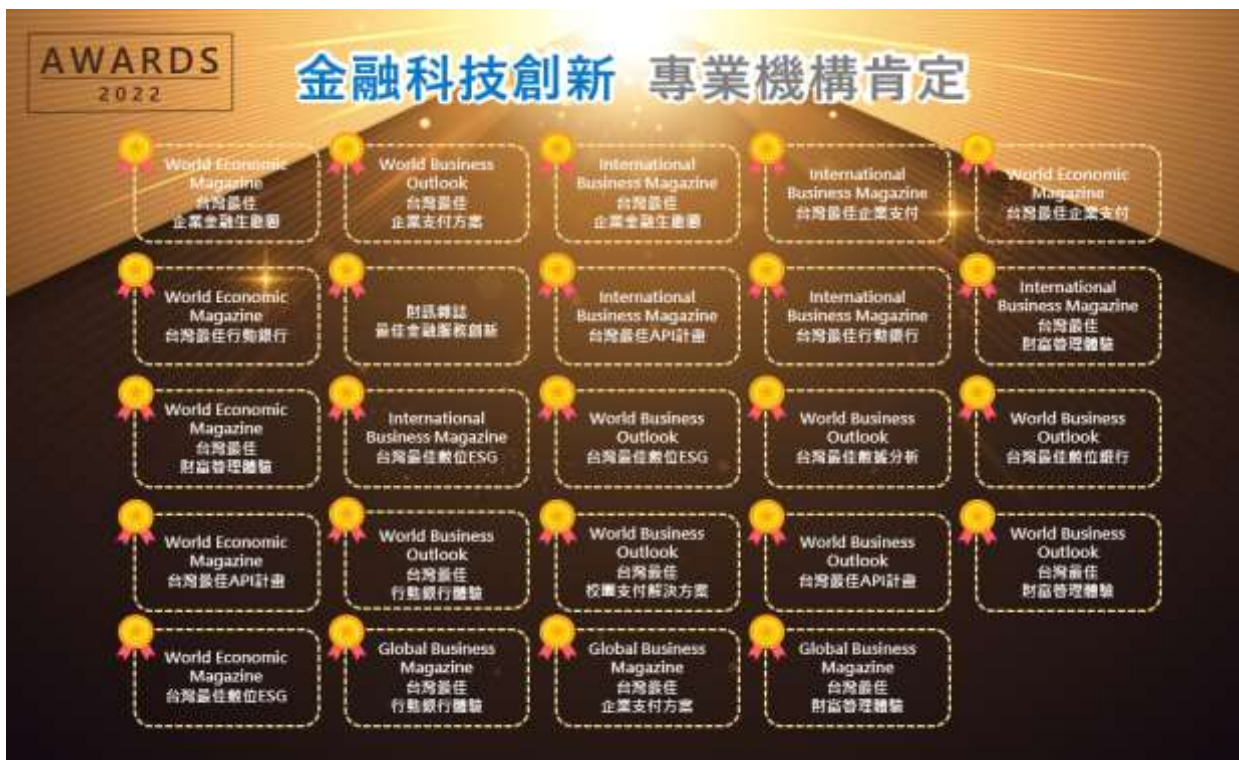 AWARDS
2022
金融科技創新 專業機構肯定
World Economic
Magazine
台灣最佳
企業金融生態圈
World Business
Outlook
台灣最佳
企業支付方案
International
Business Magazine
台灣最佳
企業金融生態圈
International
Business Magazine
台灣最佳企業支付
World Economic
Magazine
台灣最佳企業支付
World Economic
Magazine
台灣最佳行動銀行
財訊雜誌
最佳金融服務創新
International
Business Magazine
台灣最佳API計畫
International
Business Magazine
台灣最佳行動銀行
International
Business Magazine
台灣最佳
財富管理體驗
World Economic
Magazine
台灣最佳
財富管理體驗
International
Business Magazine
台灣最佳數位ESG
World Business
Outlook
台灣最佳數位ESG
World Business
Outlook
台灣最佳數據分析
World Business
Outlook
台灣最佳數位銀行
World Economic
Magazine
台灣最佳API計畫
World Business
Outlook
台灣最佳
行動銀行體驗
World Business
Outlook
台灣最佳
校園支付解決方案
World Business
Outlook
台灣最佳API計畫
World Business
Outlook
台灣最佳
財富管理體驗
World Economic
Magazine
台灣最佳數位ESG
Global Business
Magazine
台灣最佳
行動銀行體驗
Global Business
Magazine
台灣最佳
企業支付方案
Global Business
Magazine
台灣最佳
財富管理體驗